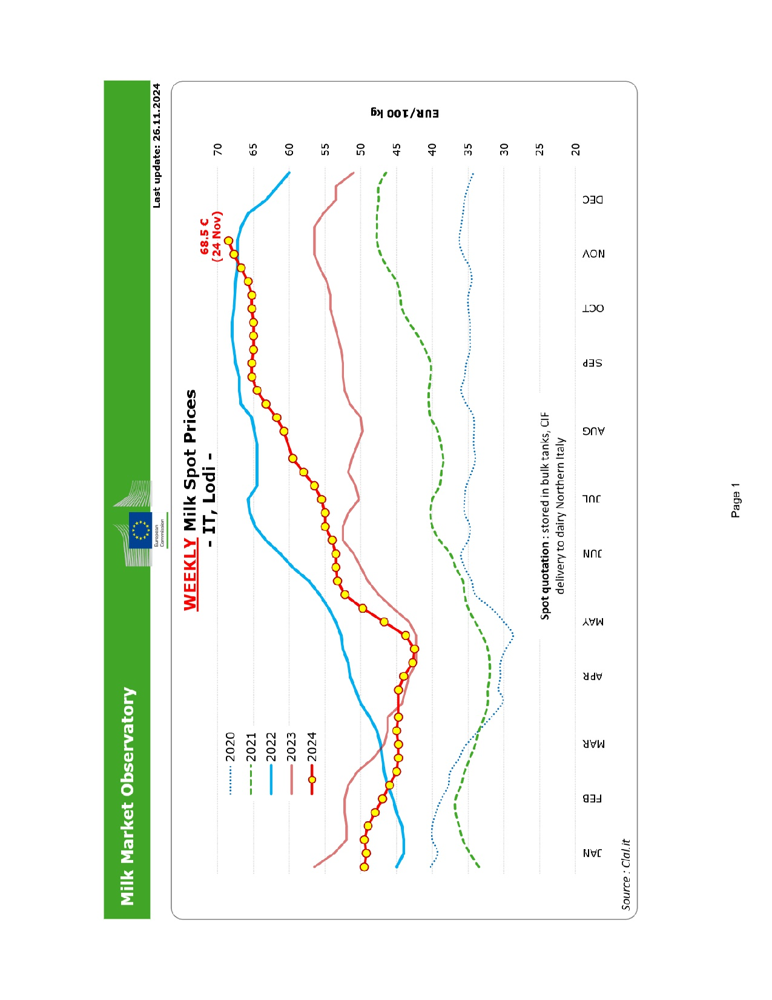 Milk Market Observatory
European
Commission
Last update: 26.11.2024
WEEKLY Milk Spot Prices
- IT, Lodi -
68.5 €
(24 Nov)
2020
2021
2022
2023
2024
EUR/100 kg
70
65
60
55
50
45
40
35
30
25
20
Spot quotation : stored in bulk tanks, CIF
delivery to dairy Northern Italy
JAN
FEB
MAR
APR
MAY
JUN
JUL
AUG
SEP
OCT
NOV
DEC
Source : Clal.it
Page 1